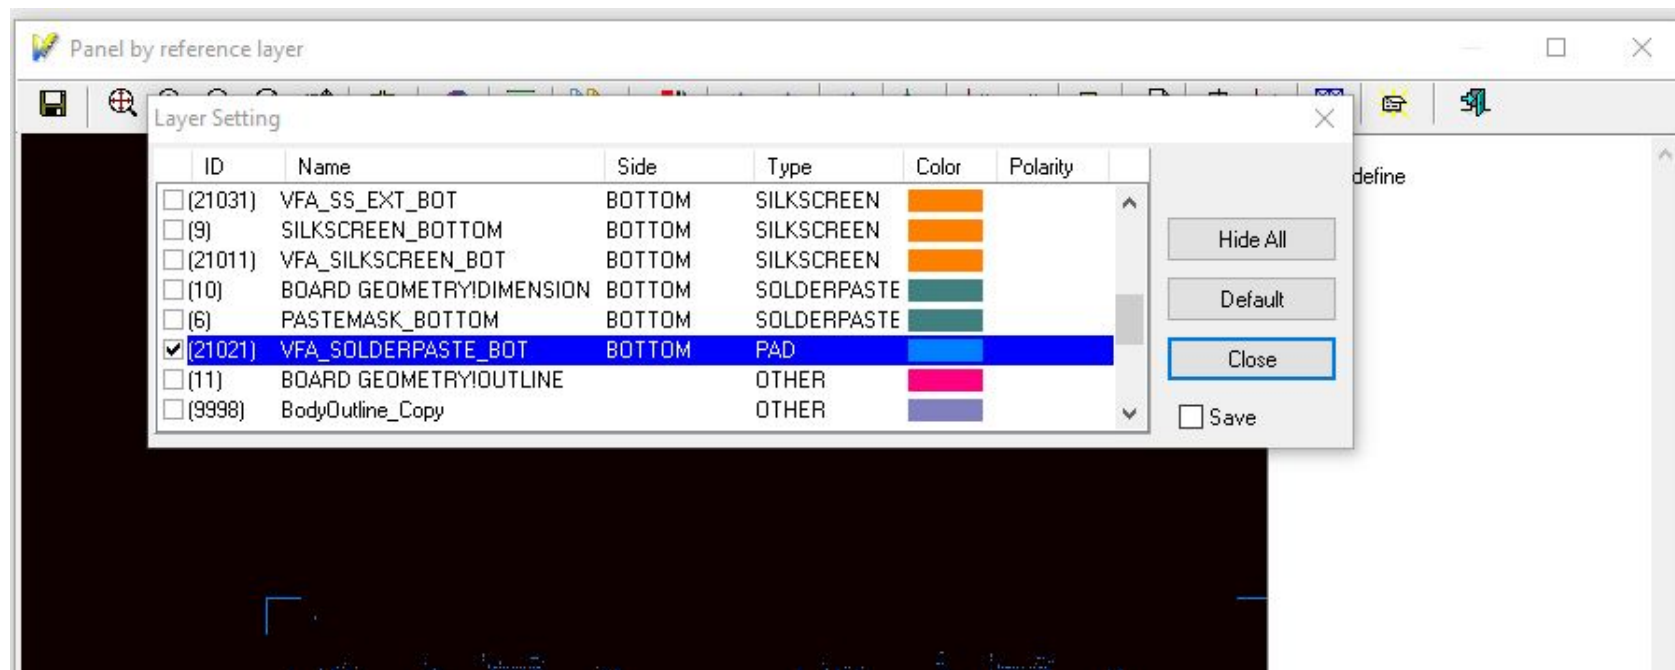 Panel by reference layer
Layer Setting
ID Name Side Type Color Polarity
(21031) VFA_SS_EXT_BOT BOTTOM SILKSCREEN
(9) SILKSCREEN_BOTTOM BOTTOM SILKSCREEN
(21011) VFA_SILKSCREEN_BOT BOTTOM SILKSCREEN
(10) BOARD GEOMETRY!DIMENSION BOTTOM SOLDERPASTE
(6) PASTEMASK_BOTTOM BOTTOM SOLDERPASTE
(21021) VFA_SOLDERPASTE_BOT BOTTOM PAD
(11) BOARD GEOMETRY!OUTLINE OTHER
(9998) BodyOutline_Copy OTHER
Hide All
Default
Close
Save
define